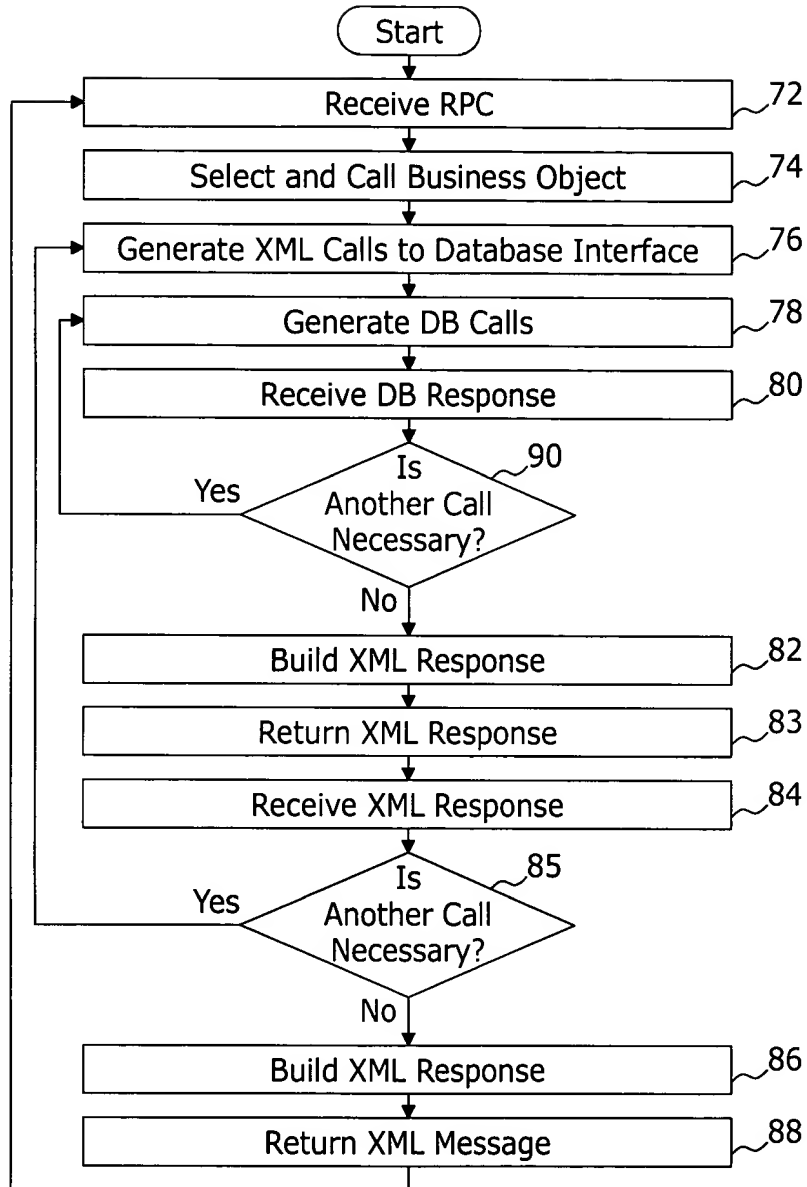 Start
Receive RPC
72
Select and Call Business Object
74
Generate XML Calls to Database Interface
76
Generate DB Calls
78
Receive DB Response
80
90
Is
Another Call
Necessary?
Yes
No
Build XML Response
82
Return XML Response
83
Receive XML Response
84
85
Is
Another Call
Necessary?
Yes
No
Build XML Response
86
Return XML Message
88